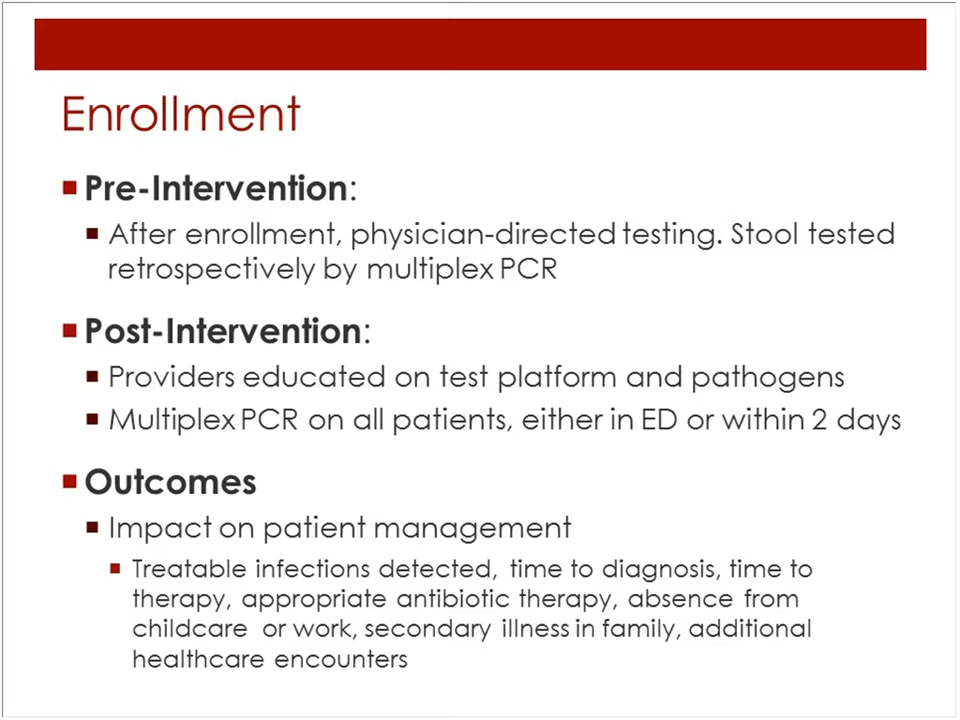 Enrollment
Pre-Intervention:
After enrollment, physician-directed testing. Stool tested
retrospectively by multiplex PCR
Post-Intervention:
Providers educated on test platform and pathogens
Multiplex PCR on all patients, either in ED or within 2 days
Outcomes
Impact on patient management
Treatable infections detected, time to diagnosis, time to
therapy, appropriate antibiotic therapy, absence from
childcare or work, secondary illness in family, additional
healthcare encounters